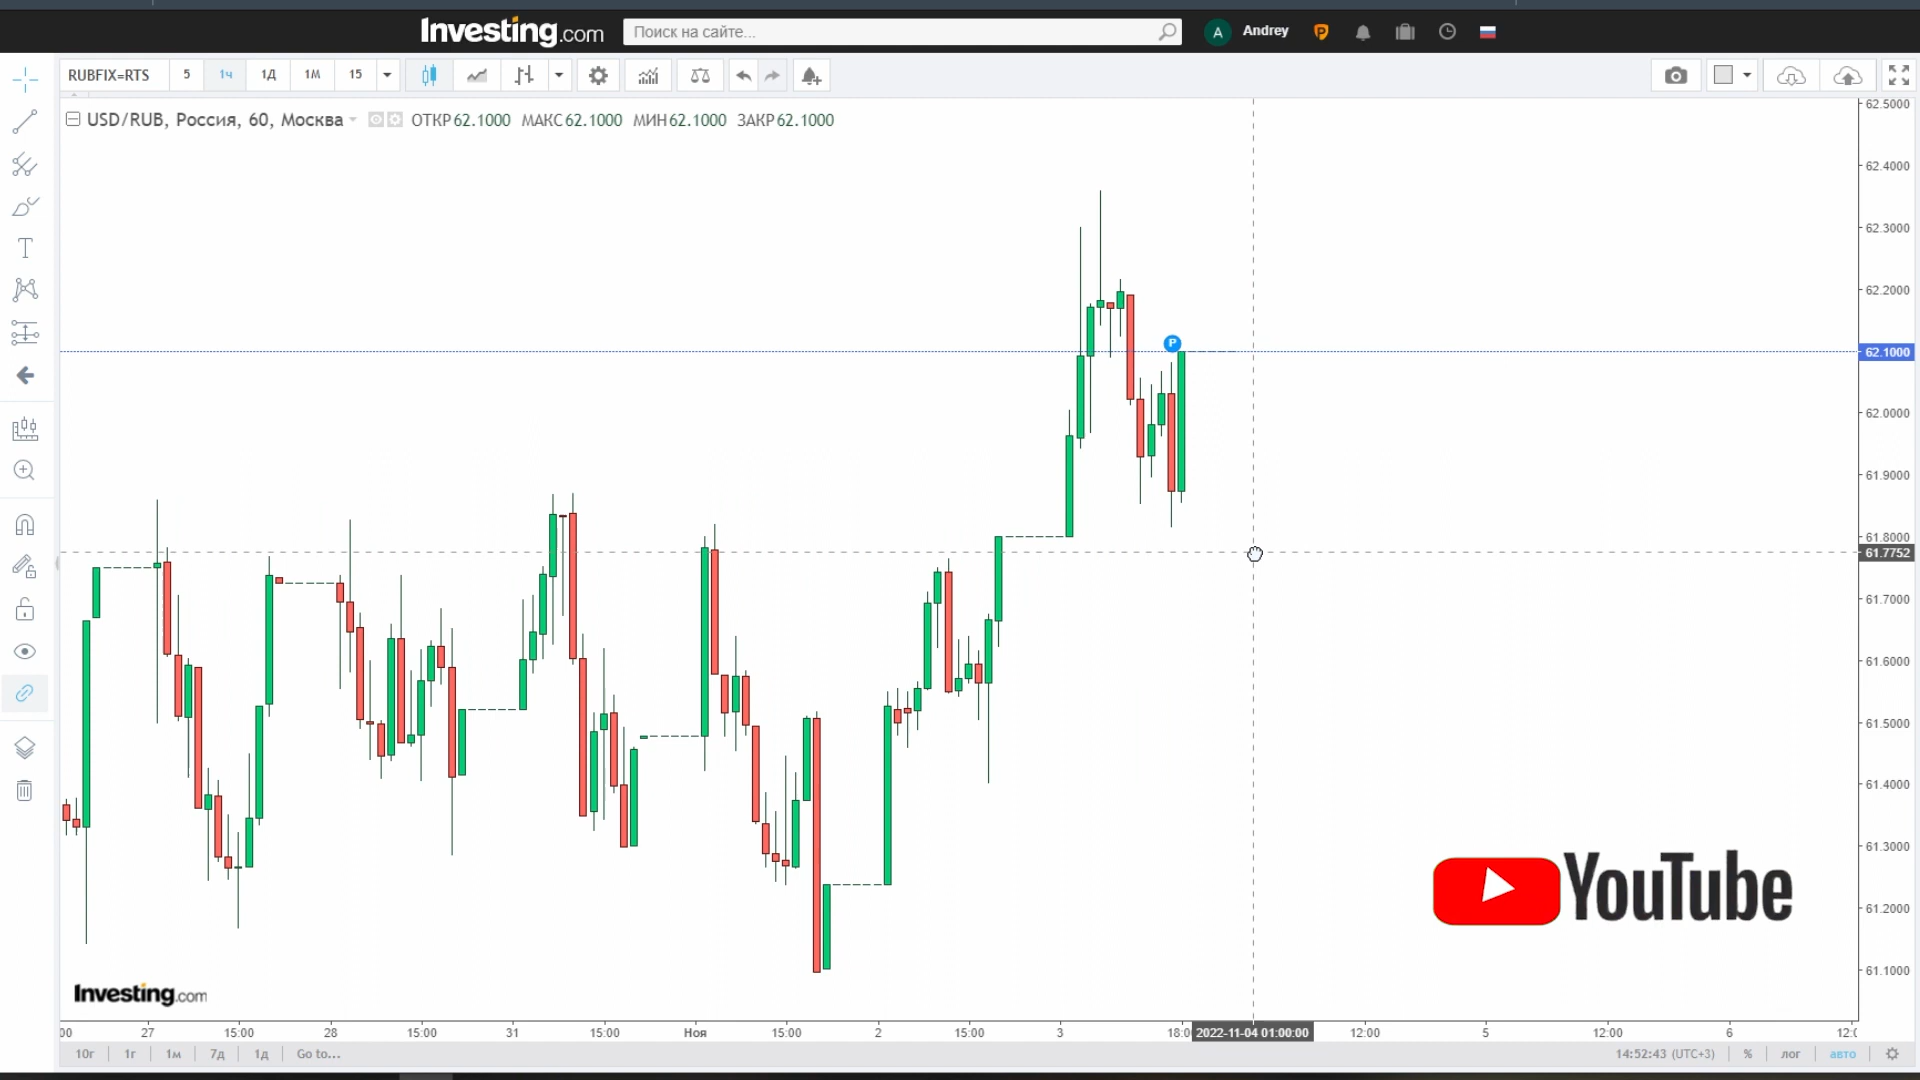 Investing.com
Поиск на сайте...
A Andrey
RUBFIX=RTS 5 1ч 1Д 1М 15
USD/RUB, Россия, 60, Москва ОТКР 62.1000 МАКС 62.1000 МИН 62.1000 ЗАКР 62.1000
62.5000
62.4000
62.3000
62.2000
P
62.1000
62.0000
61.9000
61.8000
61.7752
61.7000
61.6000
61.5000
61.4000
61.3000
61.2000
61.1000
YouTube
Investing.com
:00 27 15:00 28 15:00 31 15:00 Ноя 15:00 2 15:00 3 18:0 2022-11-04 01:00:00 12:00 5 12:00 6 12:0
10г 1г 1м 7д 1д Go to... 14:52:43 (UTC+3) % лог авто